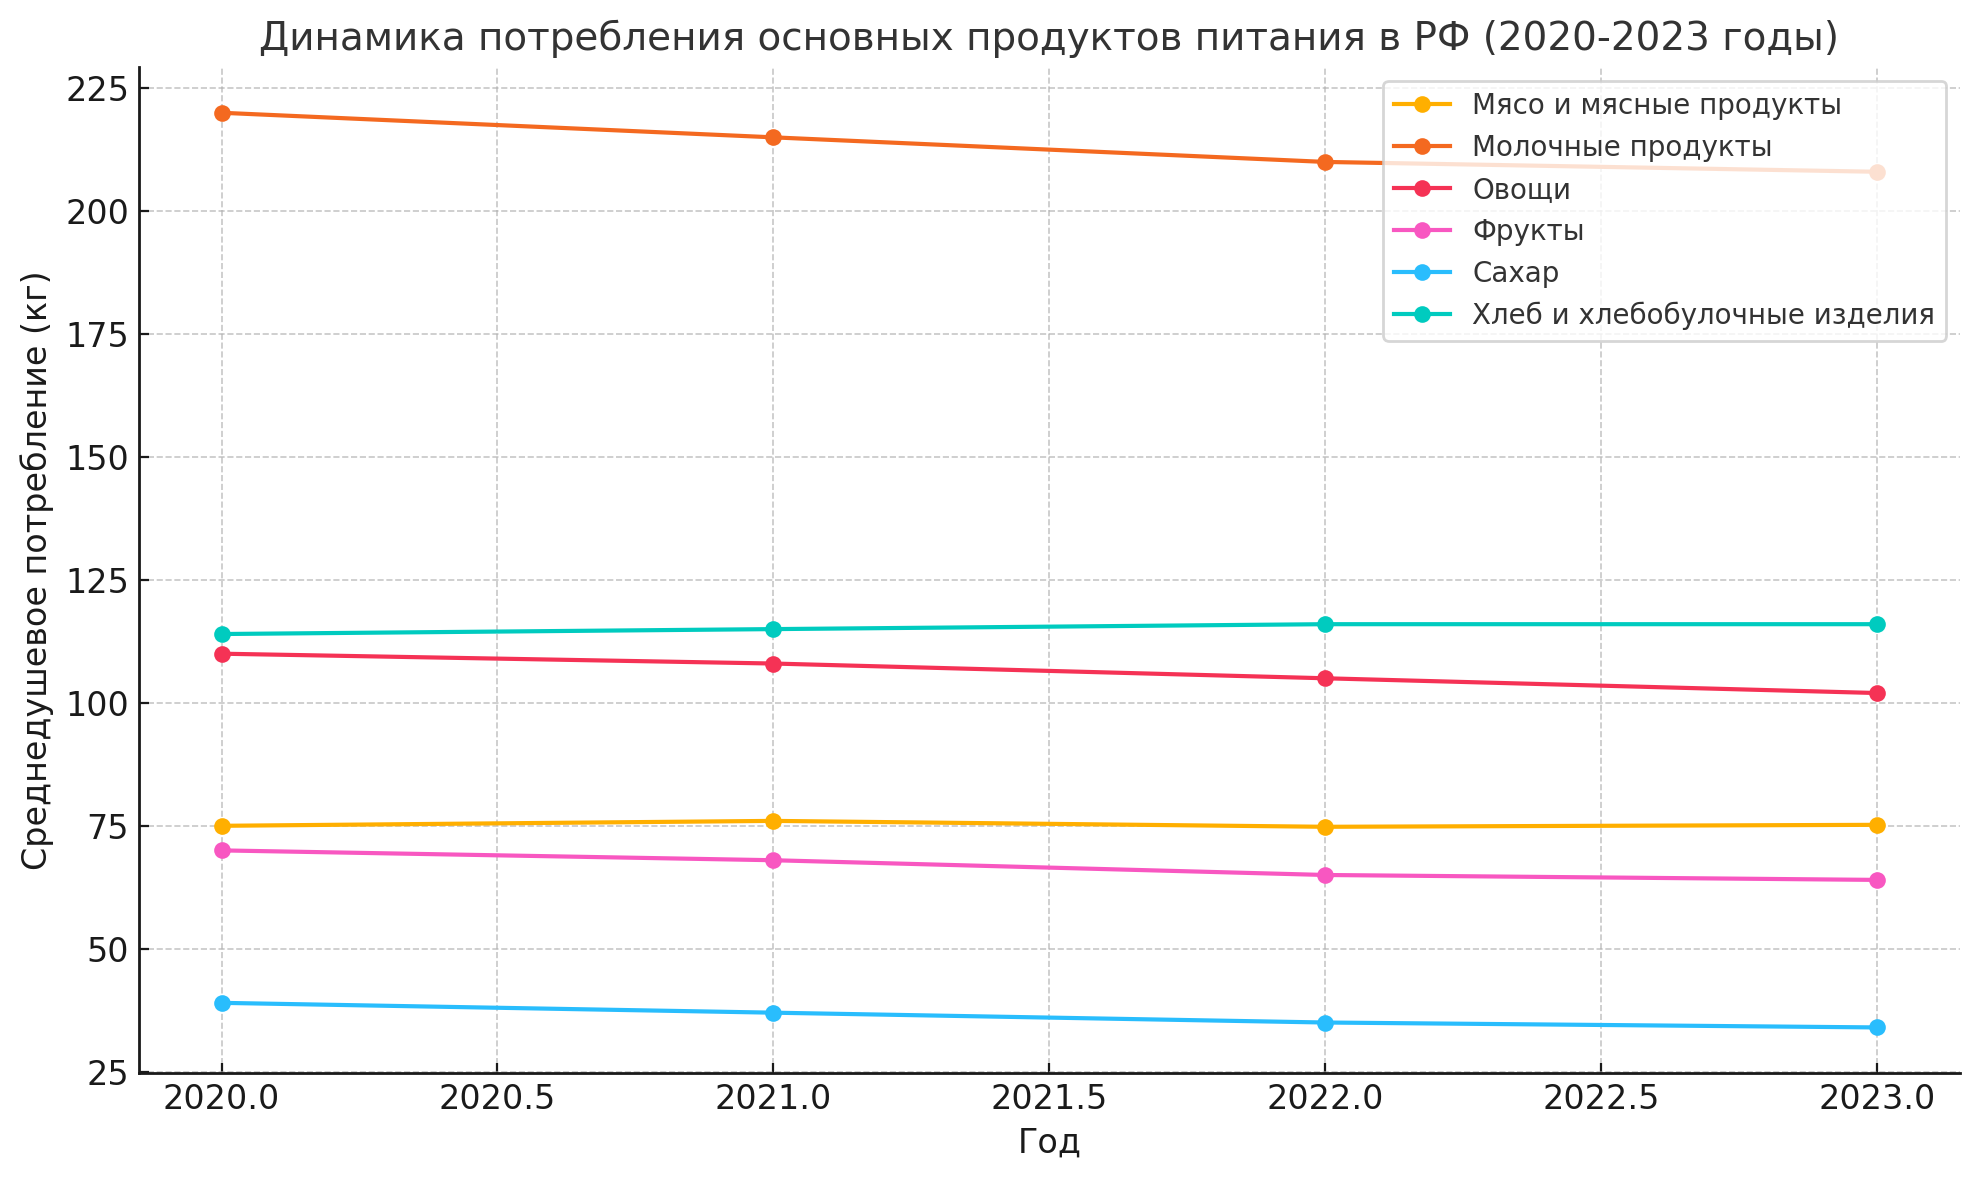 Динамика потребления основных продуктов питания в РФ (2020-2023 годы)
Среднедушевое потребление (кг)
225
200
175
150
125
100
75
50
25
Мясо и мясные продукты
Молочные продукты
Овощи
Фрукты
Сахар
Хлеб и хлебобулочные изделия
2020.0 2020.5 2021.0 2021.5 2022.0 2022.5 2023.0
Год